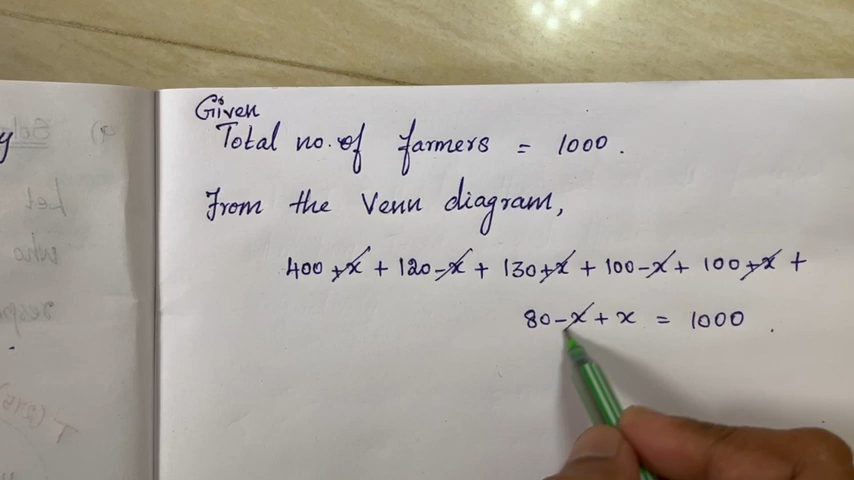 Given
Total no. of farmers = 1000.
From the Venn diagram,
400 + x + 120 - x + 130 + x + 100 - x + 100 + x +
80 - x + x = 1000.